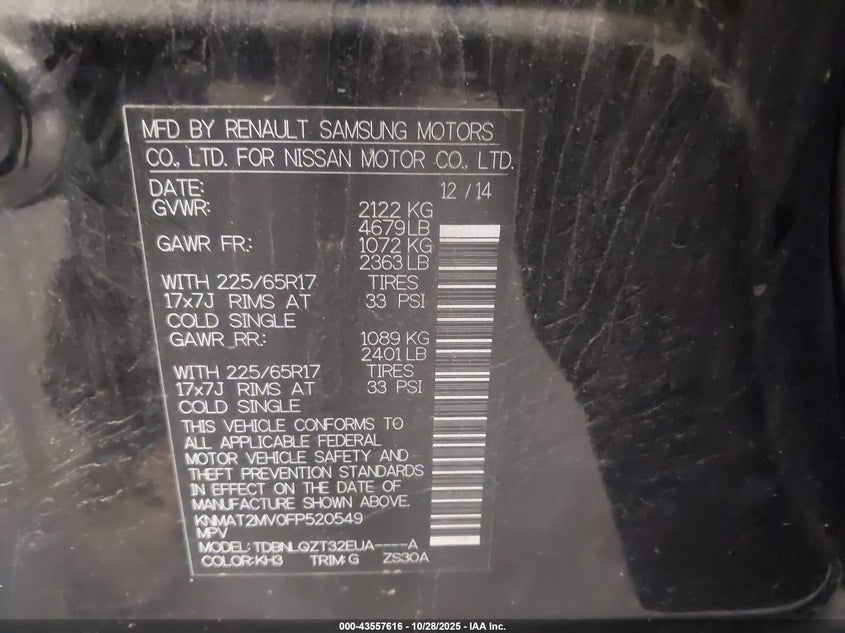 MFD BY RENAULT SAMSUNG MOTORS
CO., LTD. FOR NISSAN MOTOR CO., LTD.
DATE: 12 / 14
GVWR: 2122 KG
4679 LB
GAWR FR.: 1072 KG
2363 LB
WITH 225/65R17 TIRES
17x7J RIMS AT 33 PSI
COLD SINGLE
GAWR RR.: 1089 KG
2401 LB
WITH 225/65R17 TIRES
17x7J RIMS AT 33 PSI
COLD SINGLE
THIS VEHICLE CONFORMS TO
ALL APPLICABLE FEDERAL
MOTOR VEHICLE SAFETY AND
THEFT PREVENTION STANDARDS
IN EFFECT ON THE DATE OF
MANUFACTURE SHOWN ABOVE.
KNMAT2MV0FP520549
MPV
MODEL: TDBNLQZT32EUA----A
COLOR: KH3 TRIM: G ZS30A
000-43557616 - 10/28/2025 - IAA Inc.